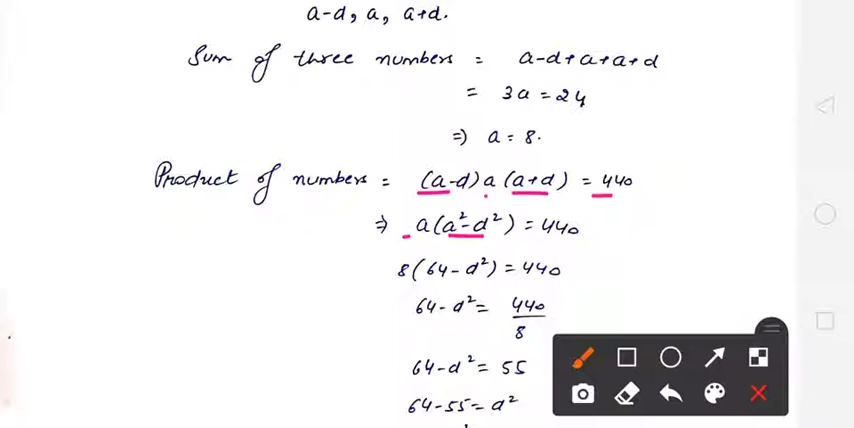 a-d, a, a+d.
Sum of three numbers = a-d+a+a+d
= 3a = 24
=) a = 8.
Product of numbers = (a-d) a (a+d) = 440
=) a(a²-d²) = 440
8(64-d²) = 440
64-d² = 440/8
64-d² = 55
64-55 = d²